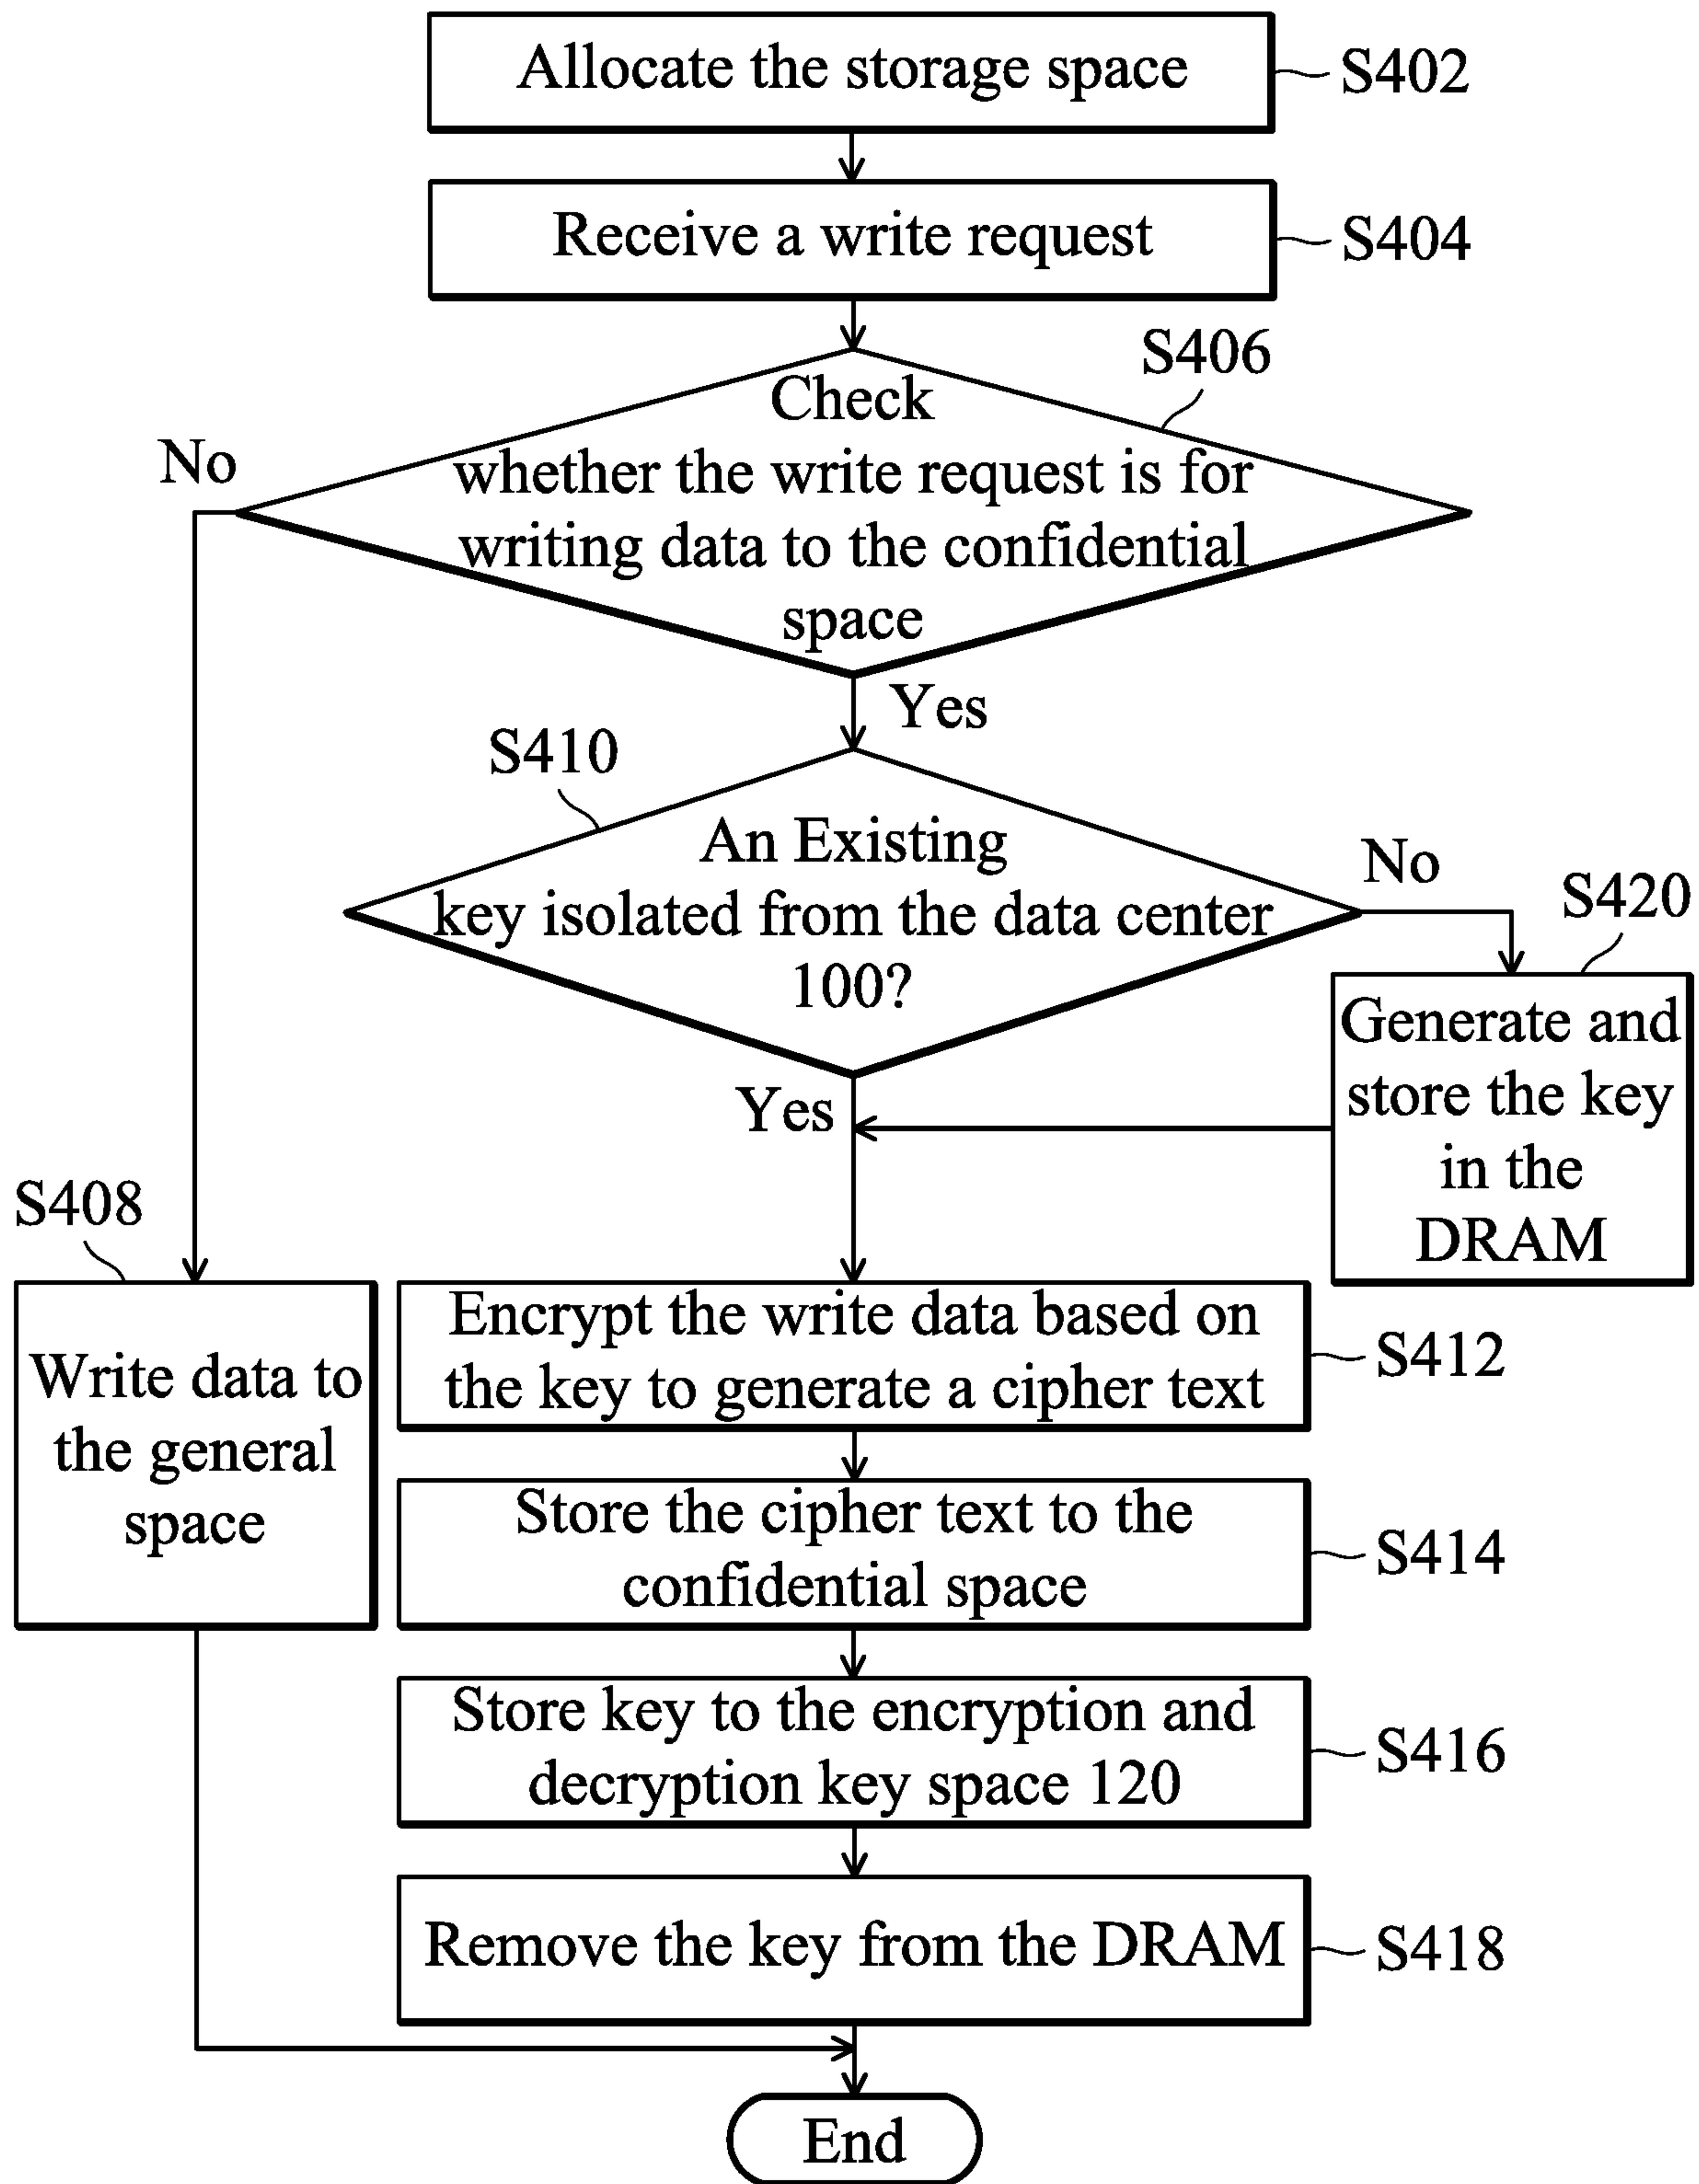 Allocate the storage space
S402
Receive a write request
S404
S406
Check
whether the write request is for
writing data to the confidential
space
No
Yes
S410
An Existing
key isolated from the data center
100?
No
S420
Generate and
store the key
in the
DRAM
Yes
S408
Write data to
the general
space
Encrypt the write data based on
the key to generate a cipher text
S412
Store the cipher text to the
confidential space
S414
Store key to the encryption and
decryption key space 120
S416
Remove the key from the DRAM
S418
End